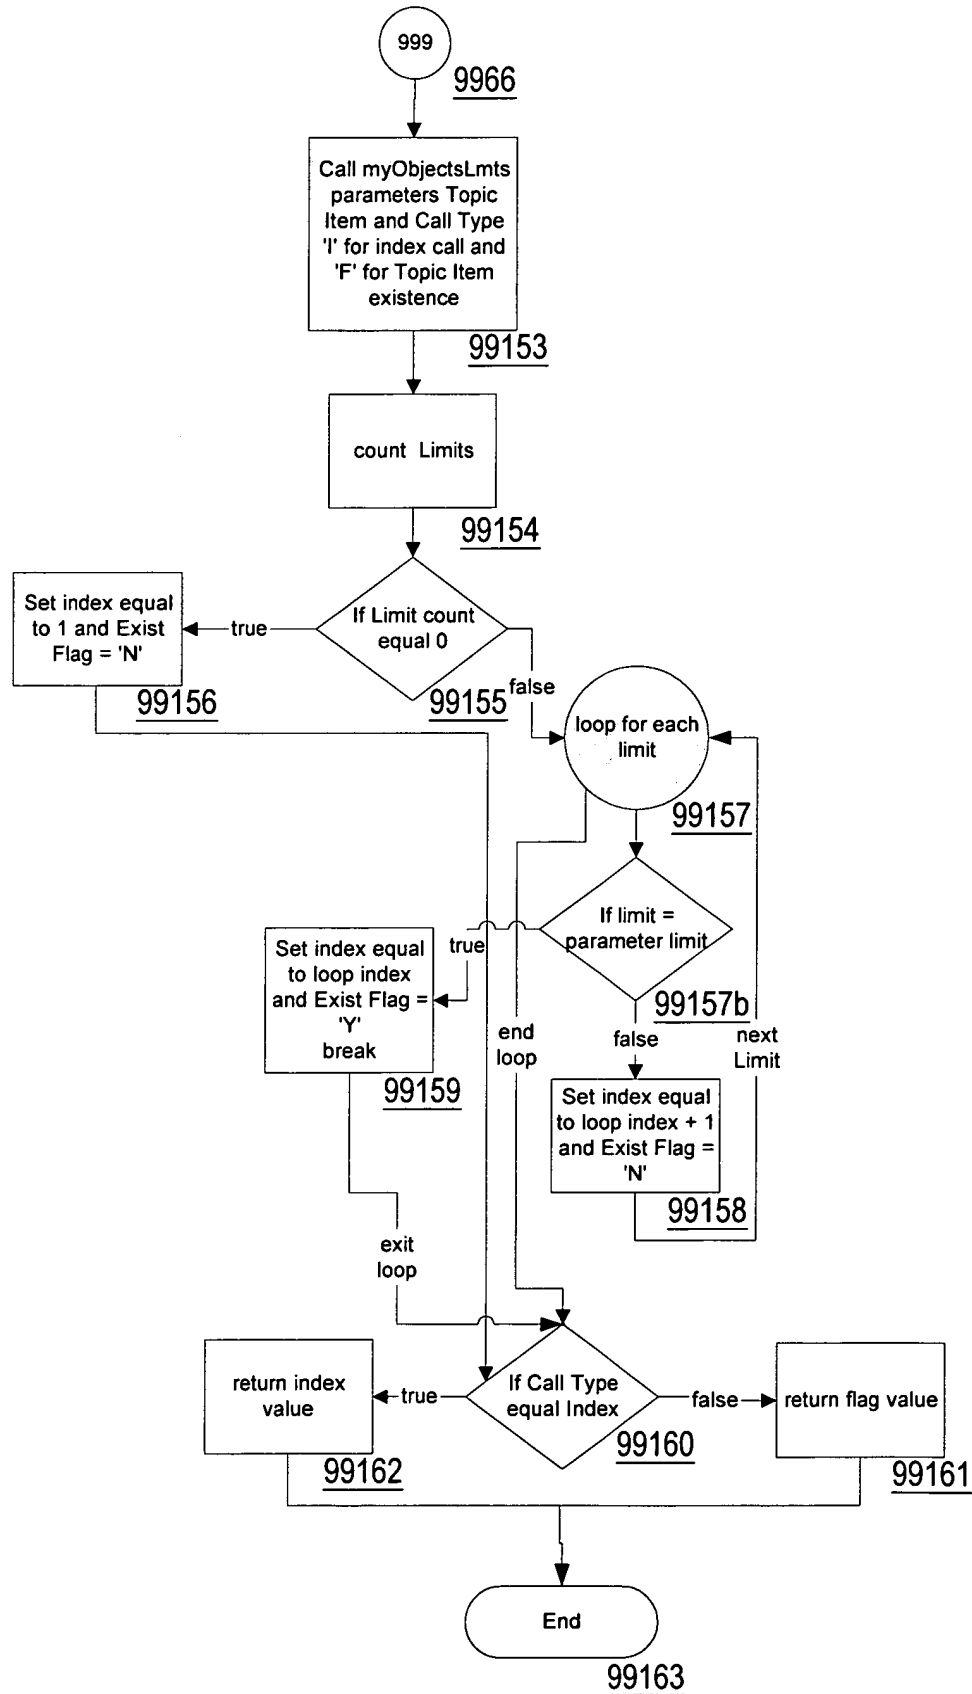 999
9966
Call myObjectsLmts
parameters Topic
Item and Call Type
'I' for index call and
'F' for Topic Item
existence
99153
count Limits
99154
If Limit count
equal 0
true
Set index equal
to 1 and Exist
Flag = 'N'
99156
99155
false
loop for each
limit
99157
If limit =
parameter limit
99157b
true
Set index equal
to loop index
and Exist Flag =
'Y'
break
99159
end
loop
false
next
Limit
Set index equal
to loop index + 1
and Exist Flag =
'N'
99158
exit
loop
If Call Type
equal Index
99160
true
return index
value
99162
false
return flag value
99161
End
99163